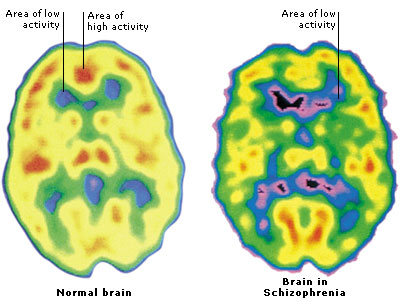 Area of low
activity
Area of
high activity
Area of low
activity
Normal brain
Brain in
Schizophrenia